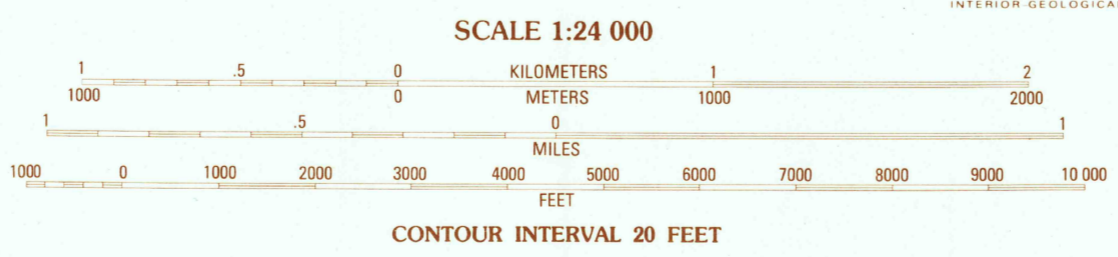 INTERIOR-GEOLOGICAL
SCALE 1:24 000
1 .5 0 KILOMETERS 1 2
1000 0 METERS 1000 2000
1 .5 0 1
MILES
1000 0 1000 2000 3000 4000 5000 6000 7000 8000 9000 10 000
FEET
CONTOUR INTERVAL 20 FEET